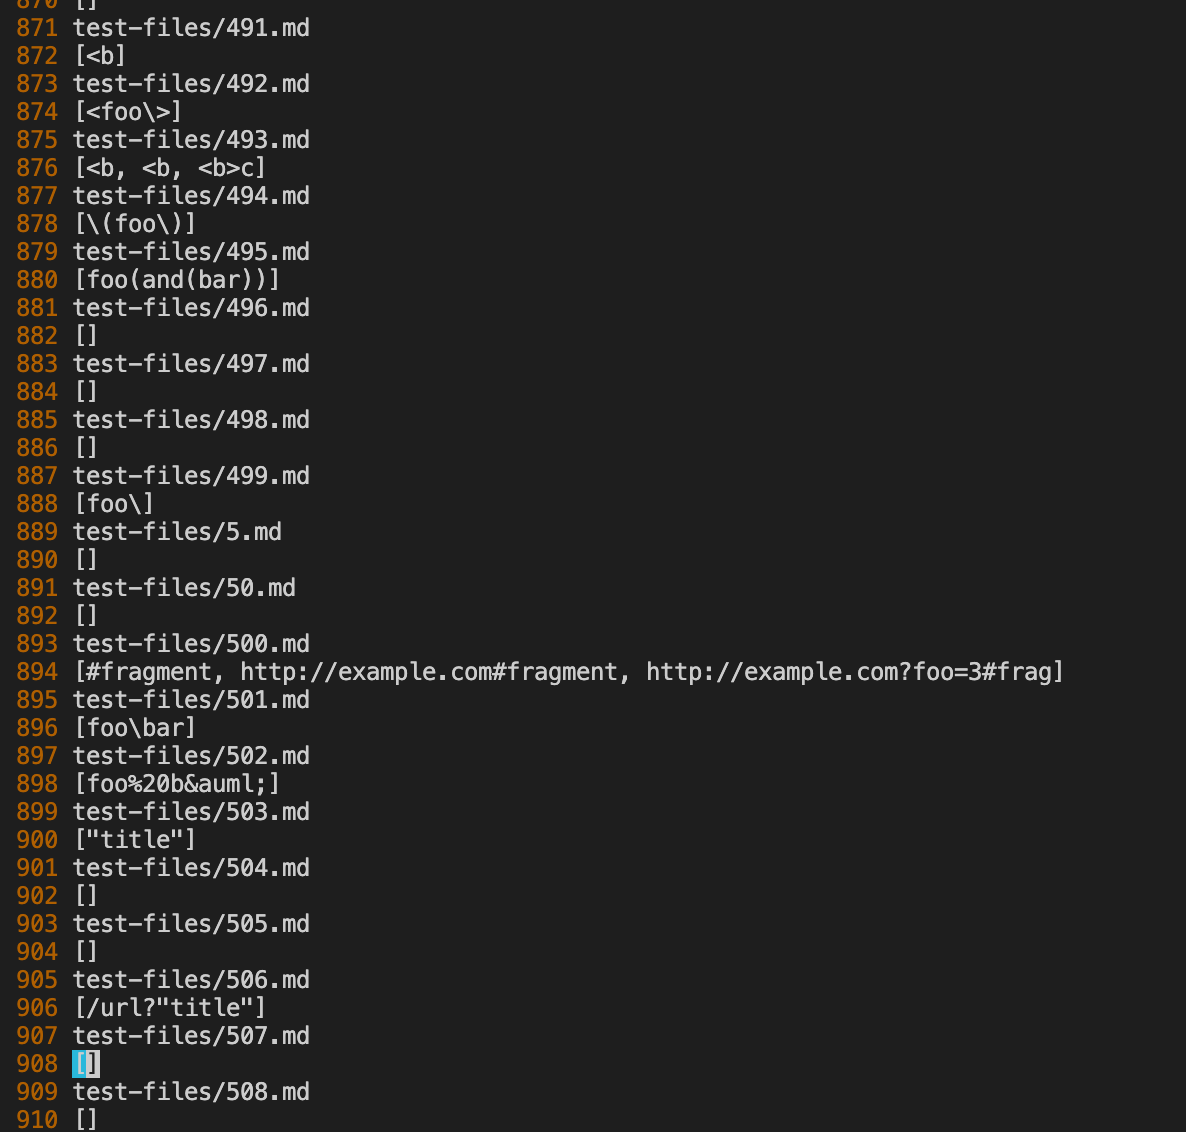 870 []
871 test-files/491.md
872 [<b]
873 test-files/492.md
874 [<foo\>]
875 test-files/493.md
876 [<b, <b, <b>c]
877 test-files/494.md
878 [\(foo\)]
879 test-files/495.md
880 [foo(and(bar))]
881 test-files/496.md
882 []
883 test-files/497.md
884 []
885 test-files/498.md
886 []
887 test-files/499.md
888 [foo\]
889 test-files/5.md
890 []
891 test-files/50.md
892 []
893 test-files/500.md
894 [#fragment, http://example.com#fragment, http://example.com?foo=3#frag]
895 test-files/501.md
896 [foo\bar]
897 test-files/502.md
898 [foo%20b&auml;]
899 test-files/503.md
900 ["title"]
901 test-files/504.md
902 []
903 test-files/505.md
904 []
905 test-files/506.md
906 [/url?"title"]
907 test-files/507.md
908 []
909 test-files/508.md
910 []